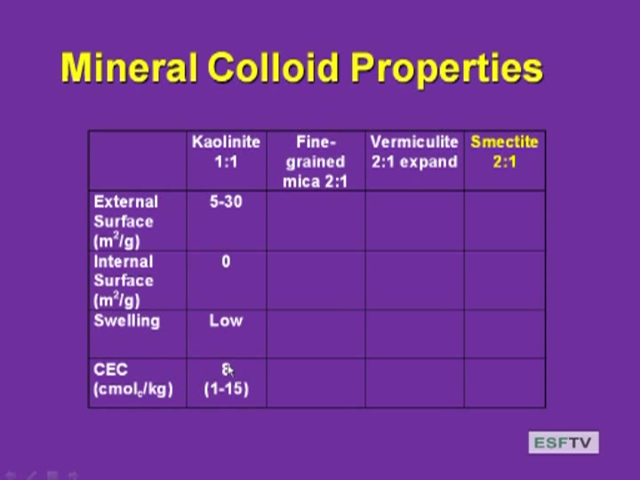 Mineral Colloid Properties
Kaolinite 1:1
Fine-grained mica 2:1
Vermiculite 2:1 expand
Smectite 2:1
External Surface (m²/g)
5-30
Internal Surface (m²/g)
0
Swelling
Low
CEC (cmolc/kg)
8 (1-15)
ESFTV